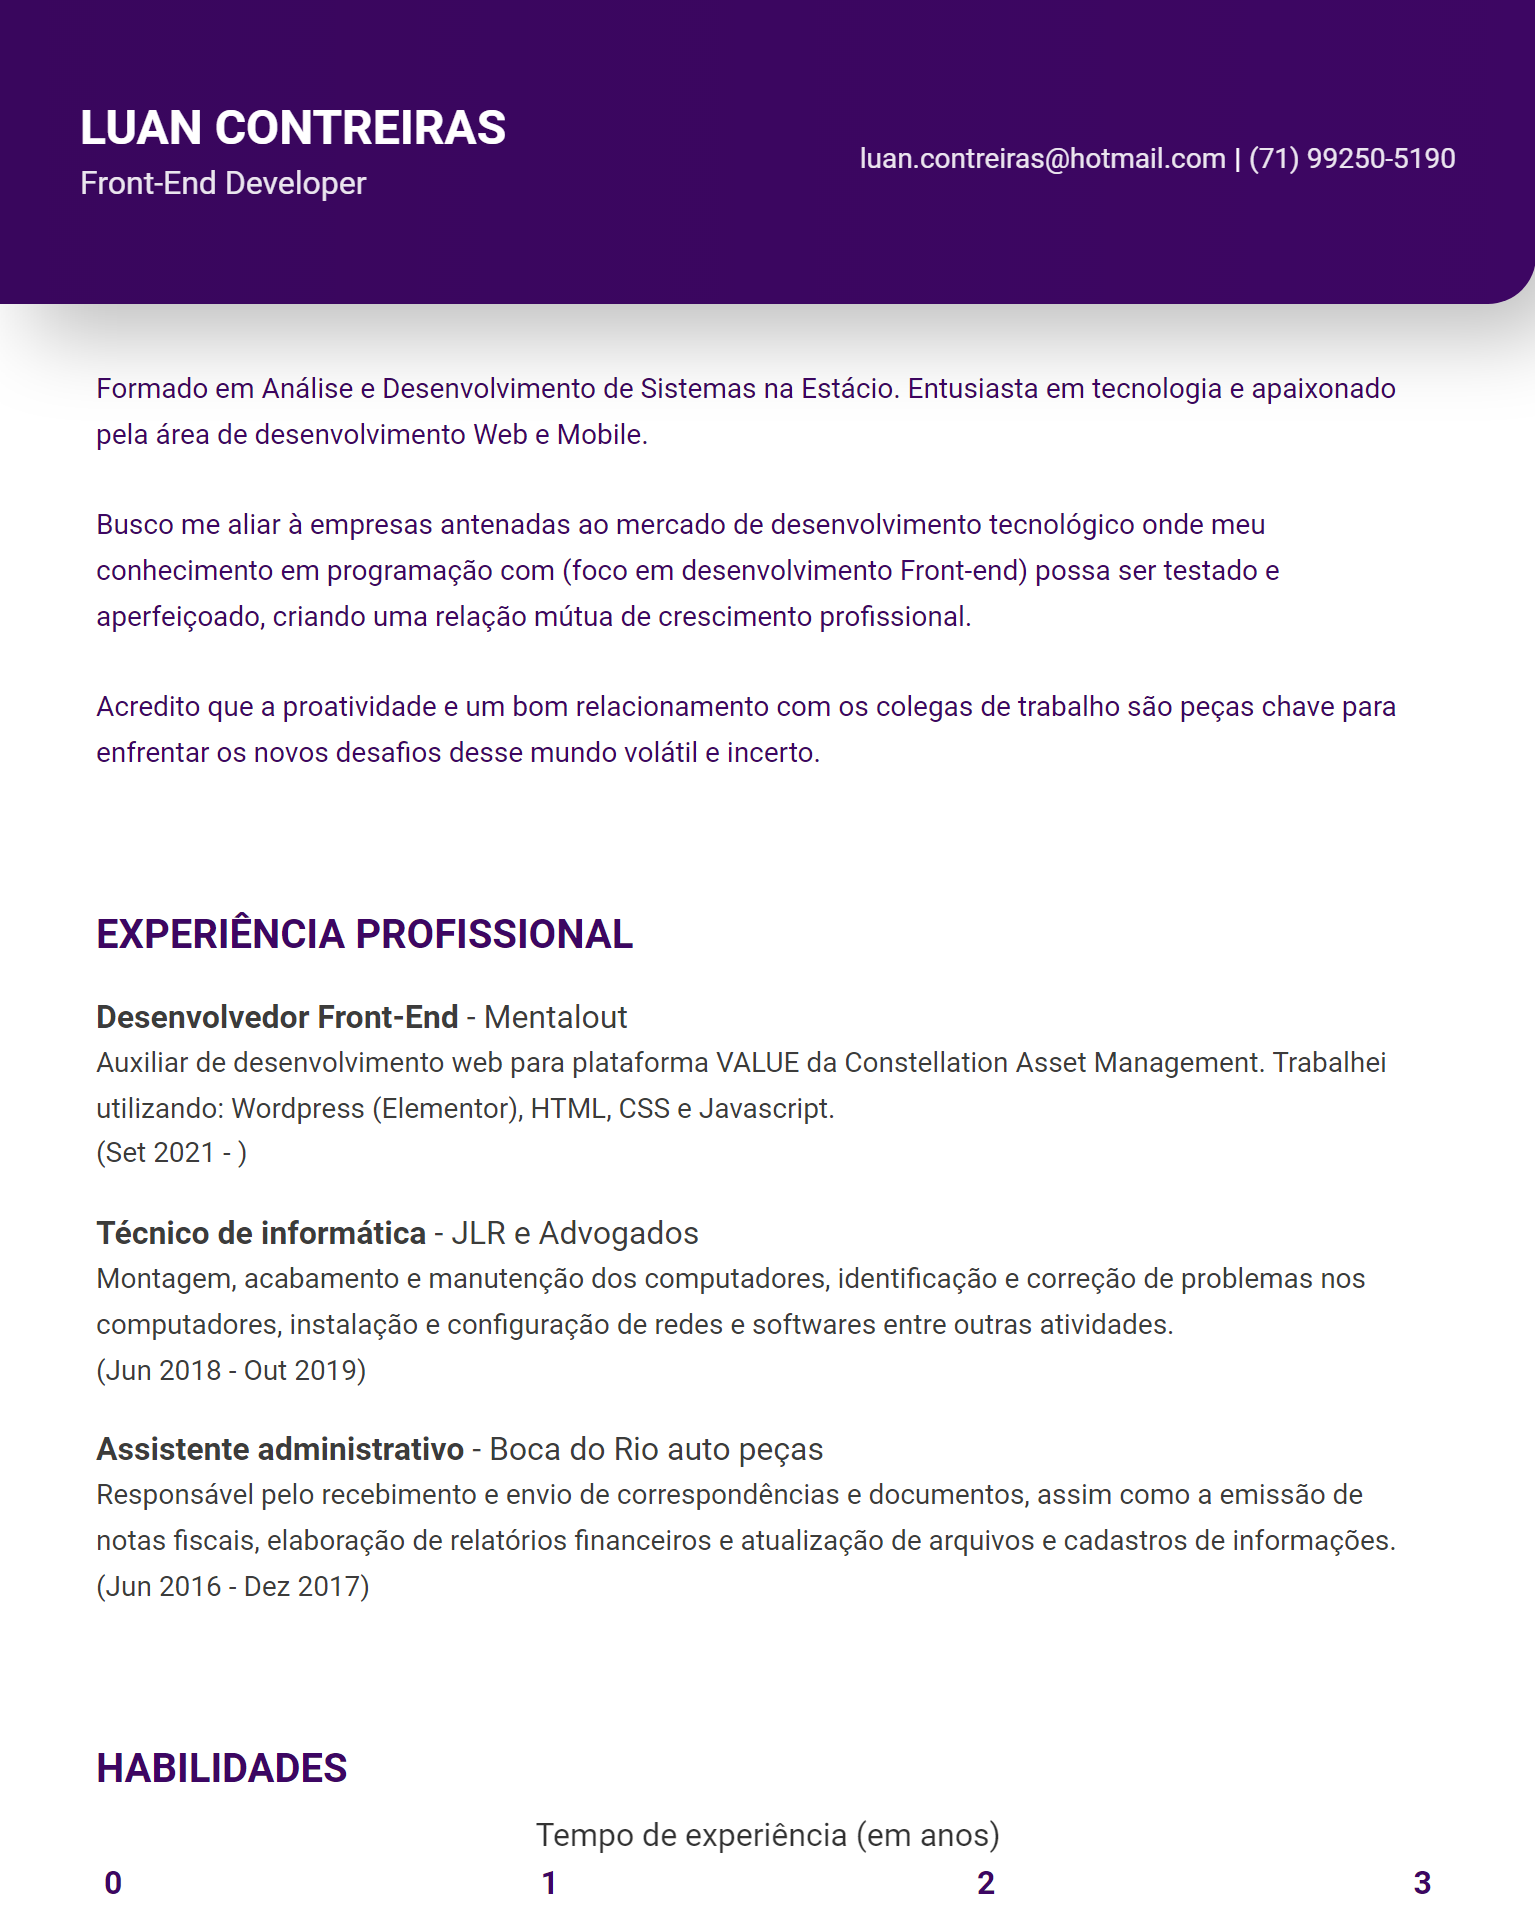 LUAN CONTREIRAS
Front-End Developer
luan.contreiras@hotmail.com | (71) 99250-5190
Formado em Análise e Desenvolvimento de Sistemas na Estácio. Entusiasta em tecnologia e apaixonado
pela área de desenvolvimento Web e Mobile.
Busco me aliar à empresas antenadas ao mercado de desenvolvimento tecnológico onde meu
conhecimento em programação com (foco em desenvolvimento Front-end) possa ser testado e
aperfeiçoado, criando uma relação mútua de crescimento profissional.
Acredito que a proatividade e um bom relacionamento com os colegas de trabalho são peças chave para
enfrentar os novos desafios desse mundo volátil e incerto.
EXPERIÊNCIA PROFISSIONAL
Desenvolvedor Front-End - Mentalout
Auxiliar de desenvolvimento web para plataforma VALUE da Constellation Asset Management. Trabalhei
utilizando: Wordpress (Elementor), HTML, CSS e Javascript.
(Set 2021 - )
Técnico de informática - JLR e Advogados
Montagem, acabamento e manutenção dos computadores, identificação e correção de problemas nos
computadores, instalação e configuração de redes e softwares entre outras atividades.
(Jun 2018 - Out 2019)
Assistente administrativo - Boca do Rio auto peças
Responsável pelo recebimento e envio de correspondências e documentos, assim como a emissão de
notas fiscais, elaboração de relatórios financeiros e atualização de arquivos e cadastros de informações.
(Jun 2016 - Dez 2017)
HABILIDADES
Tempo de experiência (em anos)
0 1 2 3